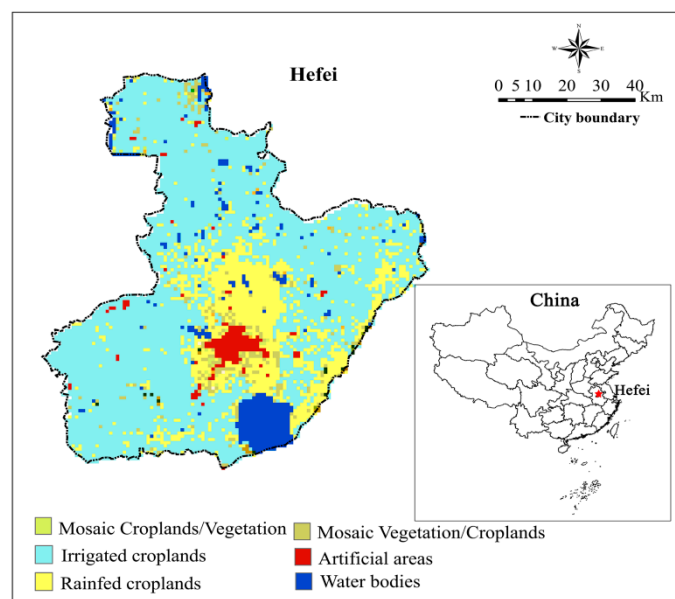 N
W E
S
Hefei
0 5 10 20 30 40
Km
City boundary
China
Hefei
Mosaic Croplands/Vegetation
Mosaic Vegetation/Croplands
Irrigated croplands
Artificial areas
Rainfed croplands
Water bodies